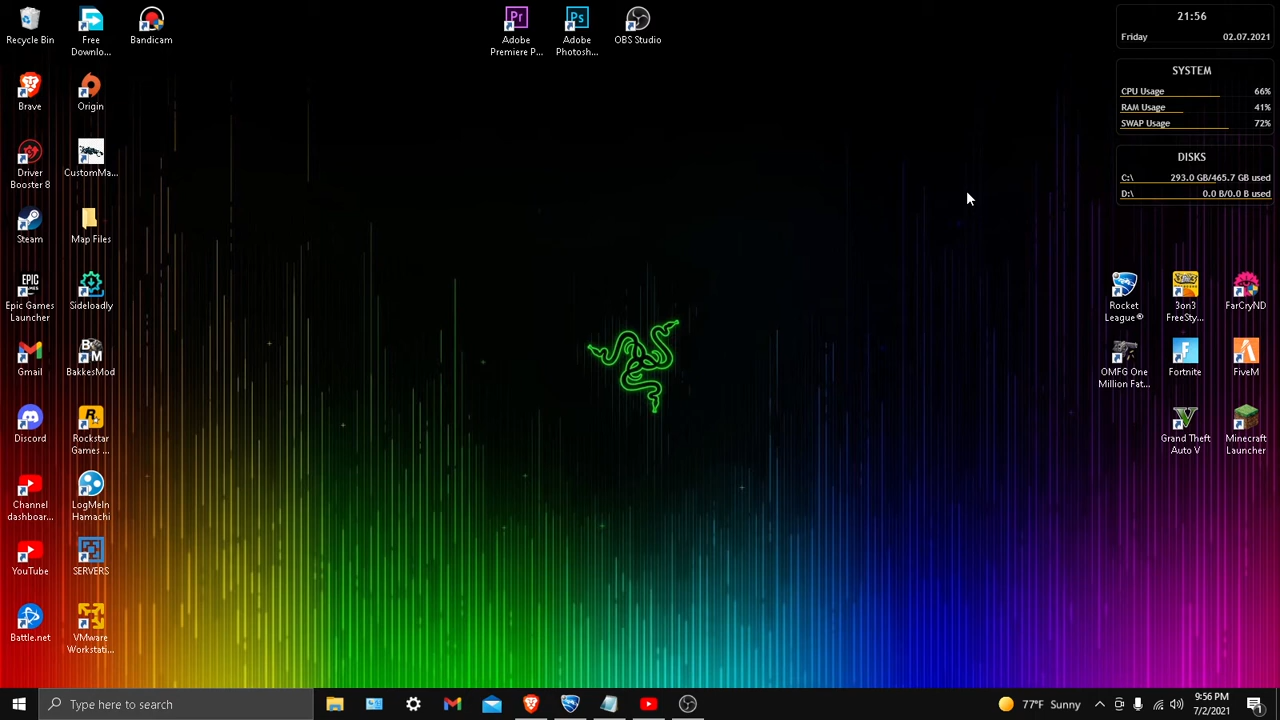 Recycle Bin
Free
Downlo...
Bandicam
Brave
Origin
Driver
Booster 8
CustomMa...
Steam
Map Files
Epic Games
Launcher
Sideloadly
Gmail
BakkesMod
Discord
Rockstar
Games ...
Channel
dashboar...
LogMeIn
Hamachi
YouTube
SERVERS
Battle.net
VMware
Workstati...
Adobe
Premiere P...
Adobe
Photosh...
OBS Studio
21:56
Friday 02.07.2021
SYSTEM
CPU Usage 66%
RAM Usage 41%
SWAP Usage 72%
DISKS
C:\ 293.0 GB/465.7 GB used
D:\ 0.0 B/0.0 B used
Rocket
League®
3on3
FreeSty...
FarCryND
OMFG One
Million Fat...
Fortnite
FiveM
Grand Theft
Auto V
Minecraft
Launcher
Type here to search
77°F Sunny
9:56 PM
7/2/2021